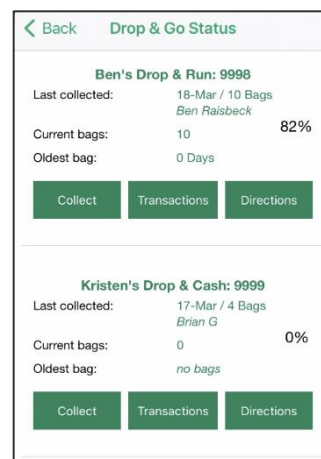 Back Drop & Go Status
Ben's Drop & Run: 9998
Last collected: 18-Mar / 10 Bags
Ben Raisbeck
82%
Current bags: 10
Oldest bag: 0 Days
Collect Transactions Directions
Kristen's Drop & Cash: 9999
Last collected: 17-Mar / 4 Bags
Brian G
0%
Current bags: 0
Oldest bag: no bags
Collect Transactions Directions